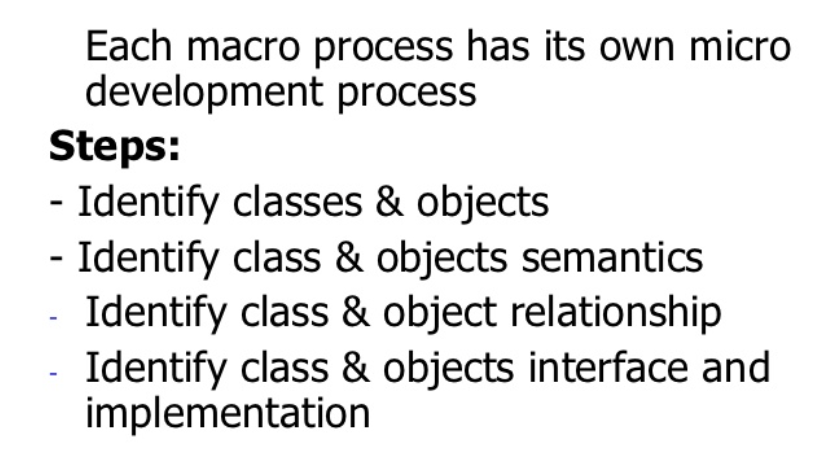 Each macro process has its own micro
development process
Steps:
- Identify classes & objects
- Identify class & objects semantics
- Identify class & object relationship
- Identify class & objects interface and
implementation